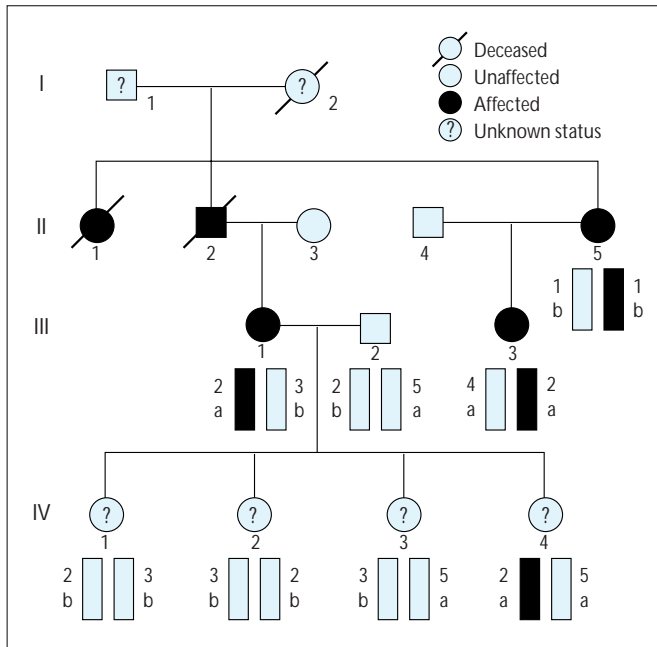 Deceased
Unaffected
Affected
? Unknown status
I
? 1 ? 2
II
1 2 3 4 5
1 1
b b
III
1 2 3
2 3 2 5 4 2
a b b a a a
IV
? ? ? ?
1 2 3 4
2 3 3 2 3 5 2 5
b b b b b a a a